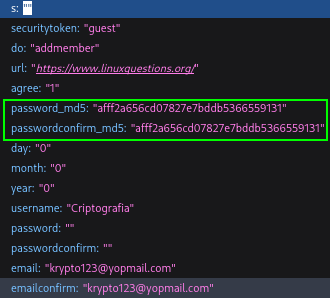 s: ""
securitytoken: "guest"
do: "addmember"
url: "https://www.linuxquestions.org/"
agree: "1"
password_md5: "afff2a656cd07827e7bddb5366559131"
passwordconfirm_md5: "afff2a656cd07827e7bddb5366559131"
day: "0"
month: "0"
year: "0"
username: "Criptografia"
password: ""
passwordconfirm: ""
email: "krypto123@yopmail.com"
emailconfirm: "krypto123@yopmail.com"